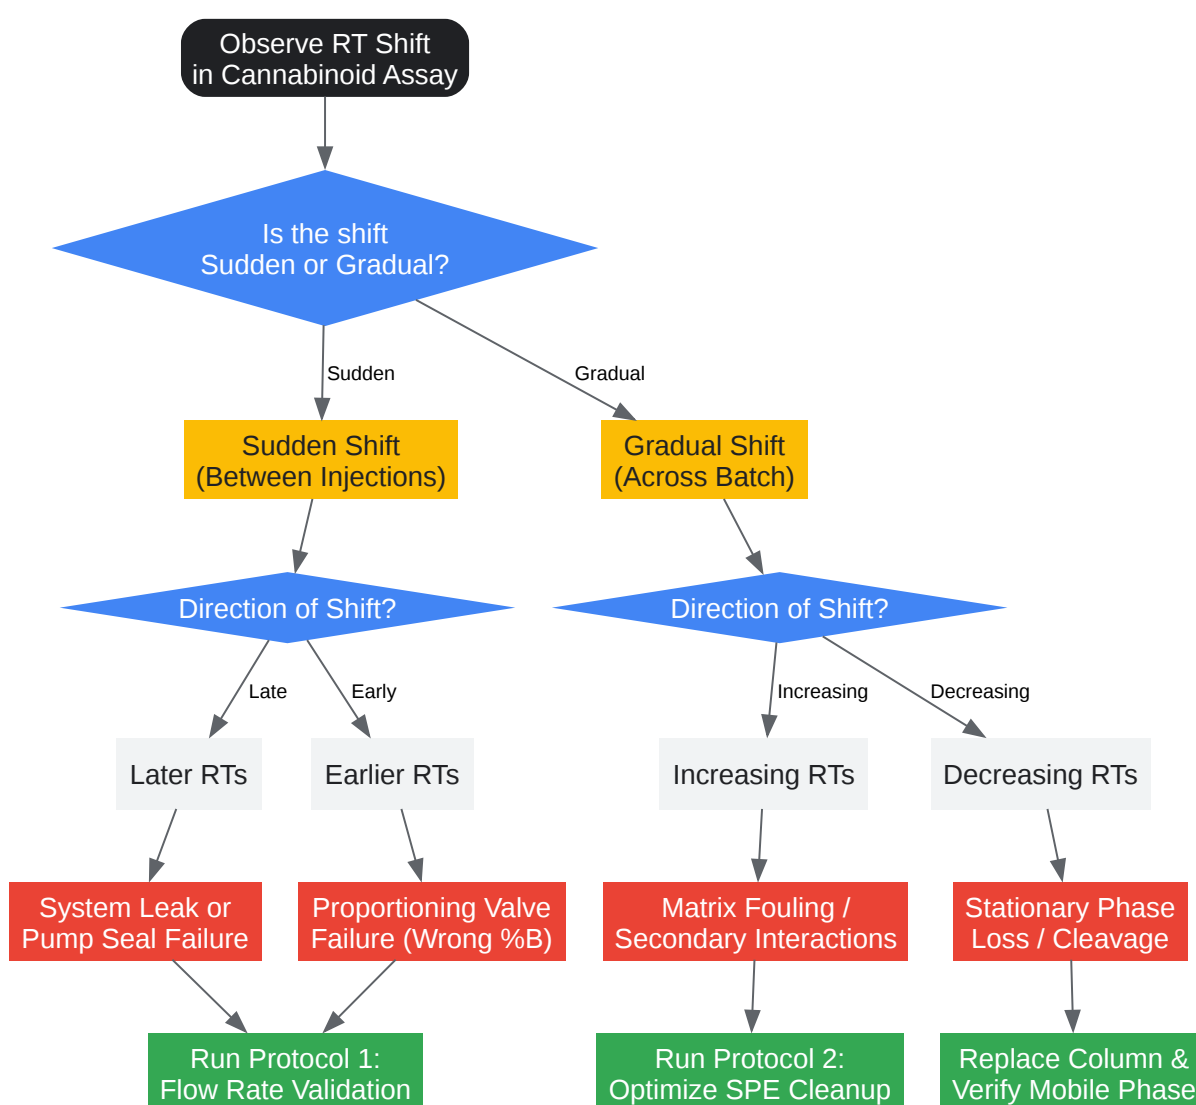 Observe RT Shift
in Cannabinoid Assay
Is the shift
Sudden or Gradual?
Sudden
Gradual
Sudden Shift
(Between Injections)
Gradual Shift
(Across Batch)
Direction of Shift?
Direction of Shift?
Late
Early
Increasing
Decreasing
Later RTs
Earlier RTs
Increasing RTs
Decreasing RTs
System Leak or
Pump Seal Failure
Proportioning Valve
Failure (Wrong %B)
Matrix Fouling /
Secondary Interactions
Stationary Phase
Loss / Cleavage
Run Protocol 1:
Flow Rate Validation
Run Protocol 2:
Optimize SPE Cleanup
Replace Column &
Verify Mobile Phase